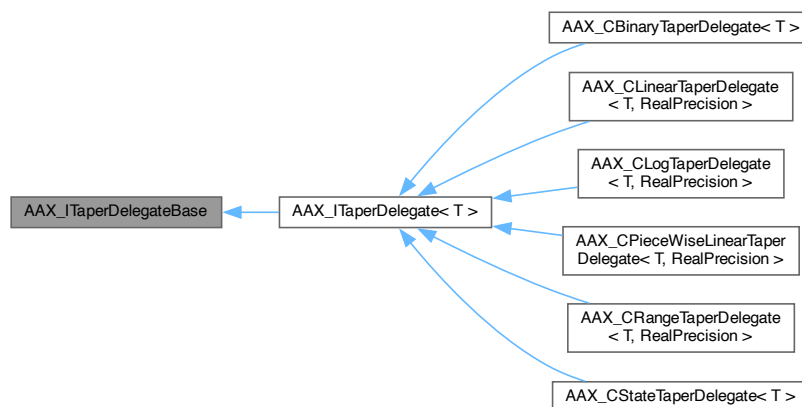 AAX_CBinaryTaperDelegate< T >
AAX_CLinearTaperDelegate
< T, RealPrecision >
AAX_CLogTaperDelegate
< T, RealPrecision >
AAX_ITaperDelegateBase
AAX_ITaperDelegate< T >
AAX_CPieceWiseLinearTaper
Delegate< T, RealPrecision >
AAX_CRangeTaperDelegate
< T, RealPrecision >
AAX_CStateTaperDelegate< T >